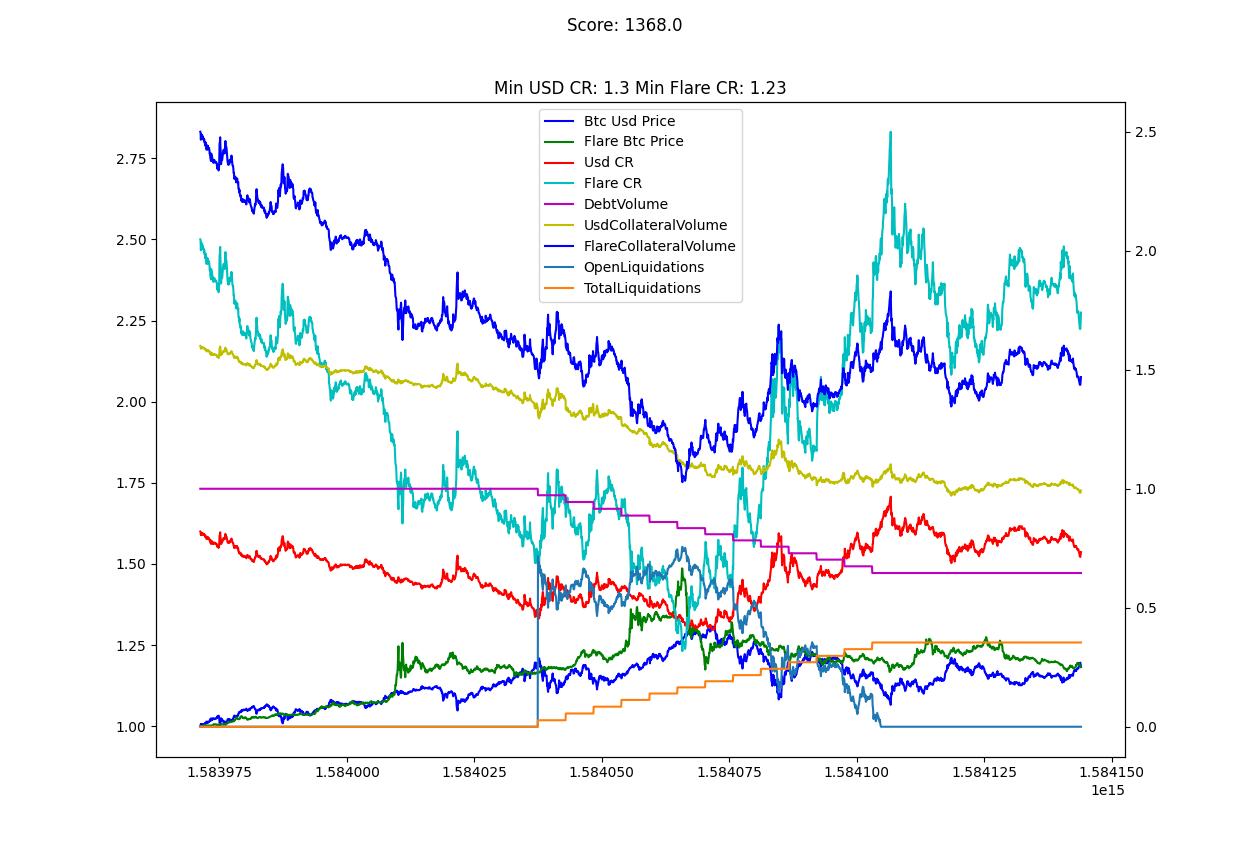 Score: 1368.0
Min USD CR: 1.3 Min Flare CR: 1.23
Btc Usd Price
Flare Btc Price
Usd CR
Flare CR
DebtVolume
UsdCollateralVolume
FlareCollateralVolume
OpenLiquidations
TotalLiquidations
2.75
2.50
2.25
2.00
1.75
1.50
1.25
1.00
2.5
2.0
1.5
1.0
0.5
0.0
1.583975 1.584000 1.584025 1.584050 1.584075 1.584100 1.584125 1.584150
1e15